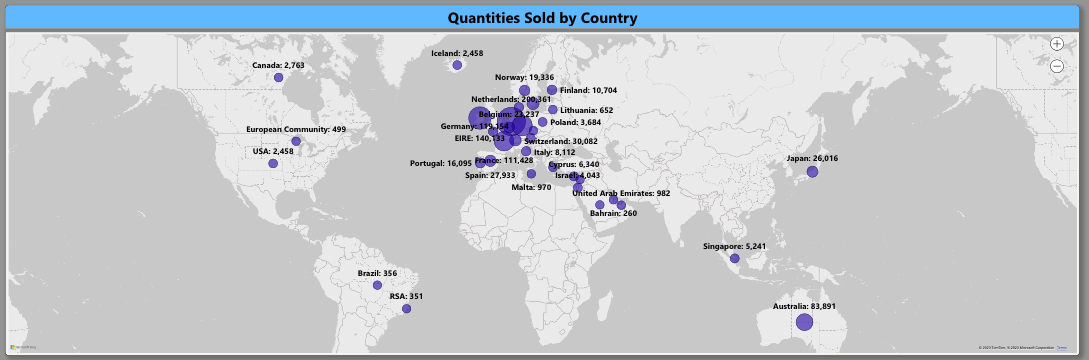 Quantities Sold by Country
Iceland: 2,458
Canada: 2,763
Norway: 19,336
Finland: 10,704
Netherlands: 200,361
Lithuania: 652
Belgium: 23,237
Poland: 3,684
Germany: 119,154
European Community: 499
EIRE: 140,133
Switzerland: 30,082
USA: 2,458
Italy: 8,112
Japan: 26,016
Portugal: 16,095
France: 111,428
Cyprus: 6,340
Spain: 27,933
Israel: 4,043
Malta: 970
United Arab Emirates: 982
Bahrain: 260
Singapore: 5,241
Brazil: 356
RSA: 351
Australia: 83,891